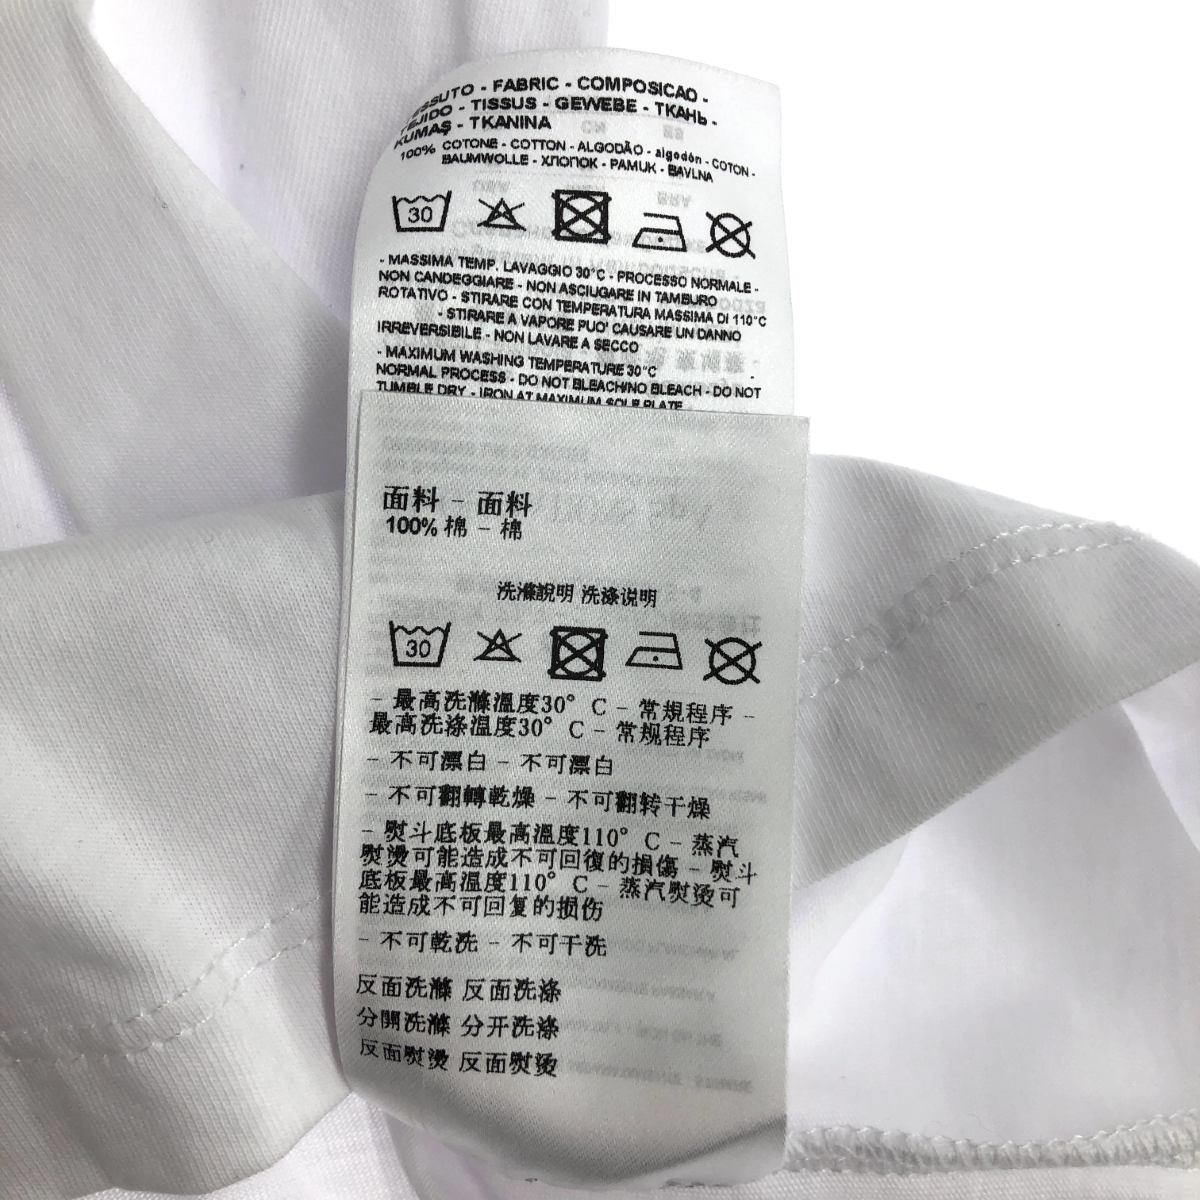 TESSUTO - FABRIC - COMPOSICAO -
TEJIDO - TISSUS - GEWEBE - ТКАНЬ -
KUMAŞ - TKANINA
100% COTONE - COTTON - ALGODÃO - algodón - COTON -
BAUMWOLLE - ХЛОПОК - PAMUK - BAVLNA
30
- MASSIMA TEMP. LAVAGGIO 30°C - PROCESSO NORMALE -
NON CANDEGGIARE - NON ASCIUGARE IN TAMBURO
ROTATIVO - STIRARE CON TEMPERATURA MASSIMA DI 110°C
- STIRARE A VAPORE PUO' CAUSARE UN DANNO
IRREVERSIBILE - NON LAVARE A SECCO
- MAXIMUM WASHING TEMPERATURE 30°C -
NORMAL PROCESS - DO NOT BLEACH/NO BLEACH - DO NOT
TUMBLE DRY - IRON AT MAXIMUM SOLE PLATE
面料 - 面料
100% 棉 - 棉
洗滌說明 洗涤说明
30
- 最高洗滌溫度30° C - 常規程序 -
最高洗涤温度30° C - 常规程序
- 不可漂白 - 不可漂白
- 不可翻轉乾燥 - 不可翻转干燥
- 熨斗底板最高溫度110° C - 蒸汽
熨燙可能造成不可回復的損傷 - 熨斗
底板最高温度110° C - 蒸汽熨烫可
能造成不可回复的损伤
- 不可乾洗 - 不可干洗
反面洗滌 反面洗涤
分開洗滌 分开洗涤
反面熨燙 反面熨烫